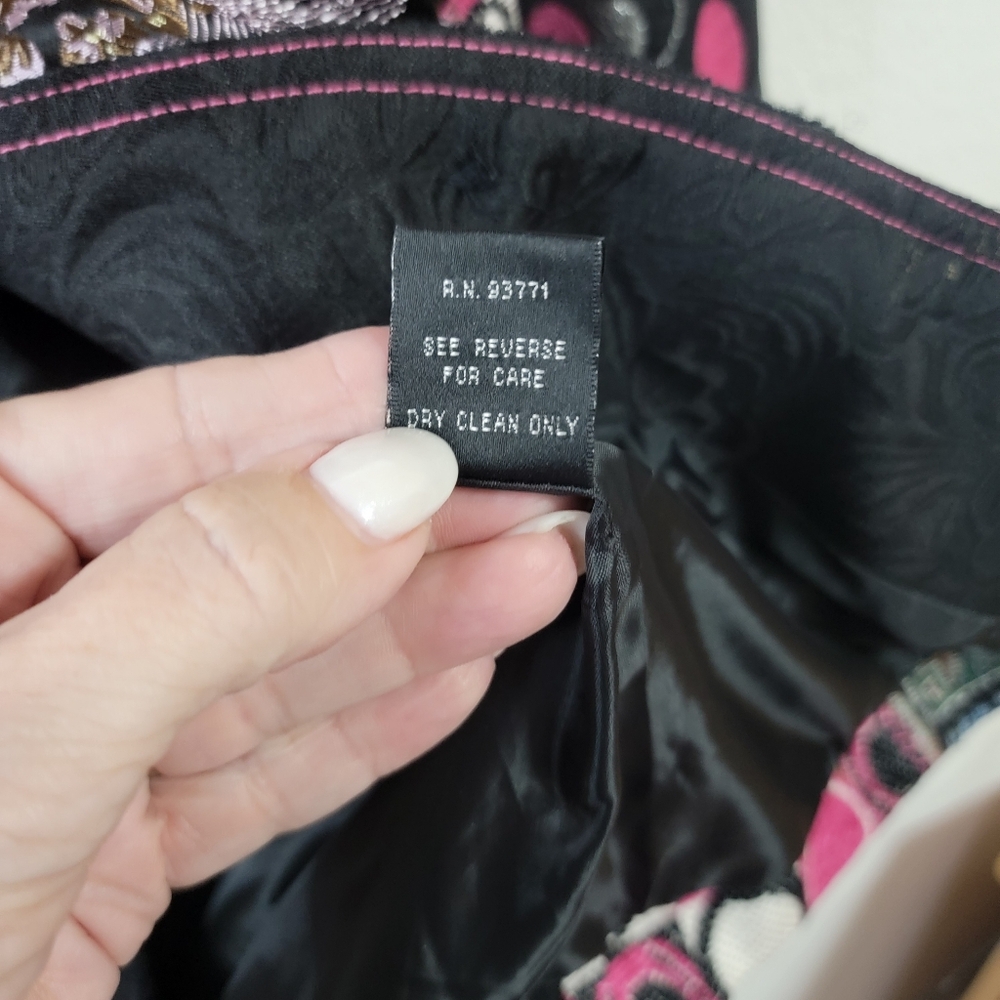 R.N. 93771
SEE REVERSE
FOR CARE
DRY CLEAN ONLY